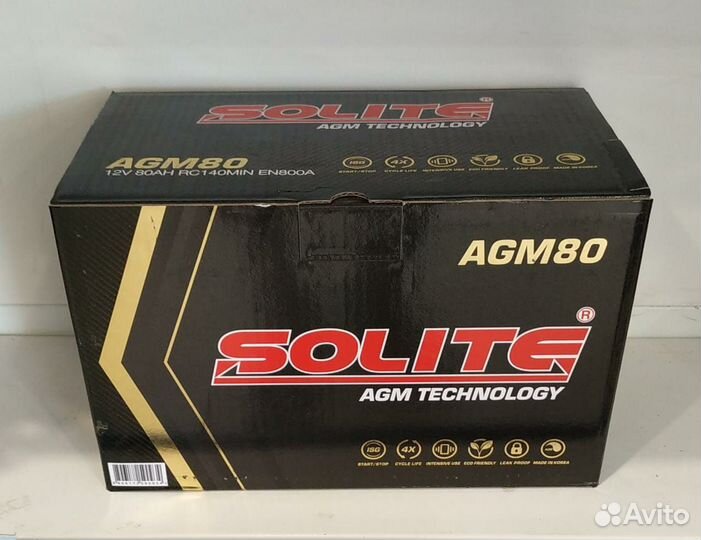 SOLITE®
AGM TECHNOLOGY
AGM80
12V 80AH RC140MIN EN800A
ISG
4X
START/STOP CYCLE LIFE INTENSIVE USE ECO FRIENDLY LEAK PROOF MADE IN KOREA
AGM80
SOLITE®
AGM TECHNOLOGY
ISG
4X
START/STOP CYCLE LIFE INTENSIVE USE ECO FRIENDLY LEAK PROOF MADE IN KOREA
Avito